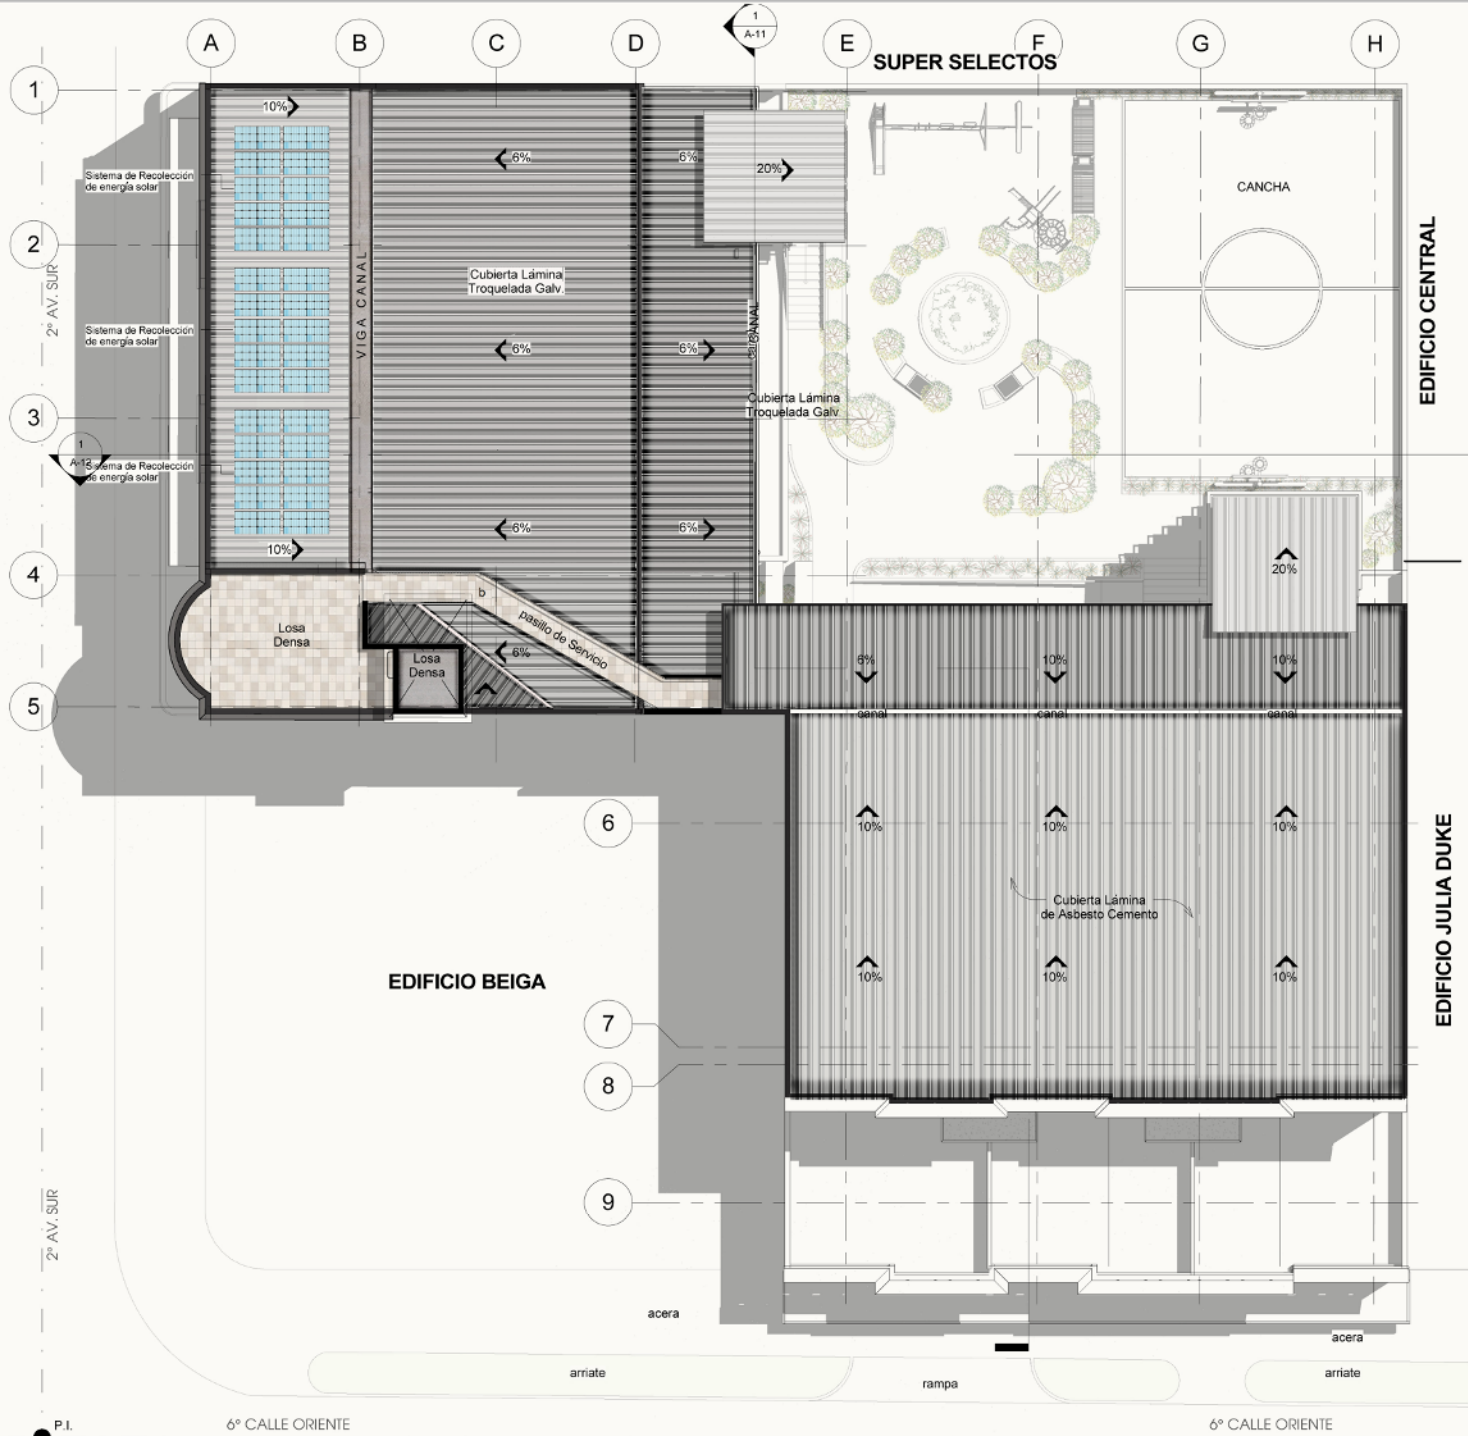 1
A-11
A
B
C
D
E
F
G
H
SUPER SELECTOS
1
10%
6%
6%
20%
Sistema de Recolección
de energía solar
CANCHA
2
2º AV. SUR
VIGA CANAL
Cubierta Lámina
Troquelada Galv.
EDIFICIO CENTRAL
Sistema de Recolección
de energía solar
6%
6%
CANAL
3
Cubierta Lámina
Troquelada Galv.
1
A-12
Sistema de Recolección
de energía solar
6%
6%
10%
4
20%
b
pasillo de Servicio
Losa
Densa
6%
Losa
Densa
6%
10%
10%
5
canal
canal
canal
6
10%
10%
10%
EDIFICIO JULIA DUKE
Cubierta Lámina
de Asbesto Cemento
10%
10%
10%
EDIFICIO BEIGA
7
8
9
2º AV. SUR
acera
acera
arriate
rampa
arriate
P.I.
6º CALLE ORIENTE
6º CALLE ORIENTE